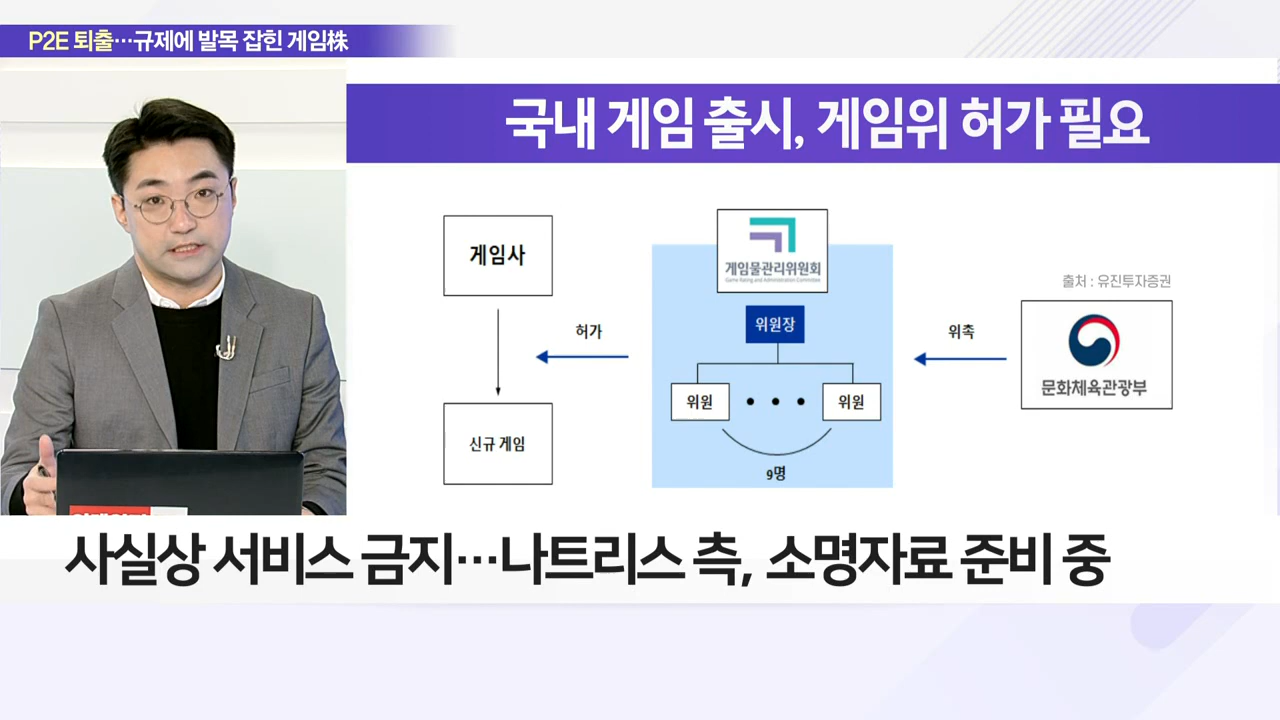 P2E 퇴출…규제에 발목 잡힌 게임株
국내 게임 출시, 게임위 허가 필요
게임사
신규 게임
허가
게임물관리위원회
Game Rating and Administration Committee
위원장
위원
위원
9명
위촉
출처 : 유진투자증권
문화체육관광부
사실상 서비스 금지…나트리스 측, 소명자료 준비 중